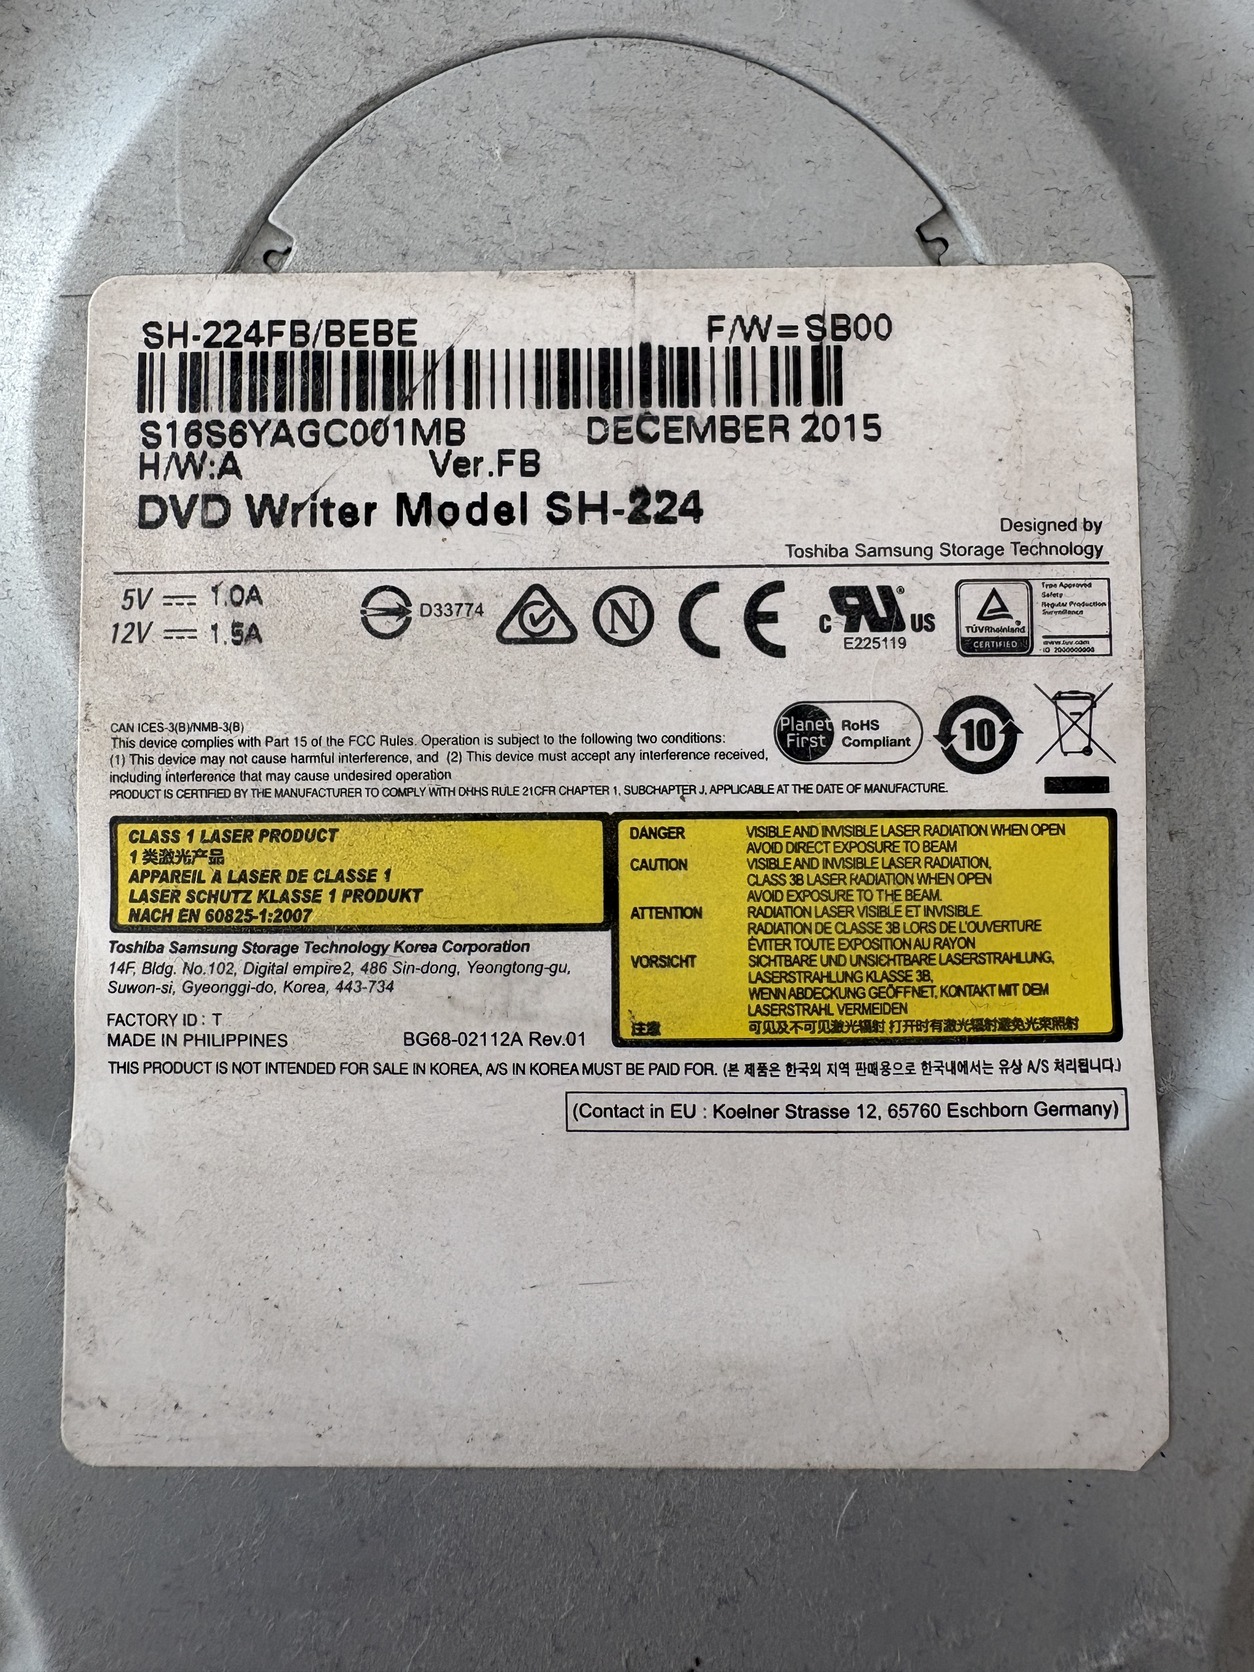 SH-224FB/BEBE F/W=SB00
S16S6YAGC001MB DECEMBER 2015
H/W:A Ver.FB
DVD Writer Model SH-224
Designed by
Toshiba Samsung Storage Technology
5V 1.0A
12V 1.5A
D33774
N
CE
c UL US
E225119
TÜVRheinland
CERTIFIED
Type Approved
Safety
Regular Production
Surveillance
www.tuv.com
ID 2000000000
Planet First
RoHS Compliant
10
CAN ICES-3(B)/NMB-3(B)
This device complies with Part 15 of the FCC Rules. Operation is subject to the following two conditions:
(1) This device may not cause harmful interference, and (2) This device must accept any interference received,
including interference that may cause undesired operation
PRODUCT IS CERTIFIED BY THE MANUFACTURER TO COMPLY WITH DHHS RULE 21CFR CHAPTER 1, SUBCHAPTER J, APPLICABLE AT THE DATE OF MANUFACTURE.
CLASS 1 LASER PRODUCT
1 类激光产品
APPAREIL À LASER DE CLASSE 1
LASER SCHUTZ KLASSE 1 PRODUKT
NACH EN 60825-1:2007
DANGER VISIBLE AND INVISIBLE LASER RADIATION WHEN OPEN
AVOID DIRECT EXPOSURE TO BEAM
CAUTION VISIBLE AND INVISIBLE LASER RADIATION,
CLASS 3B LASER RADIATION WHEN OPEN
AVOID EXPOSURE TO THE BEAM.
ATTENTION RADIATION LASER VISIBLE ET INVISIBLE.
RADIATION DE CLASSE 3B LORS DE L'OUVERTURE
ÉVITER TOUTE EXPOSITION AU RAYON
VORSICHT SICHTBARE UND UNSICHTBARE LASERSTRAHLUNG,
LASERSTRAHLUNG KLASSE 3B,
WENN ABDECKUNG GEÖFFNET, KONTAKT MIT DEM
LASERSTRAHL VERMEIDEN
注意 可见及不可见激光辐射 打开时有激光辐射避免光束照射
Toshiba Samsung Storage Technology Korea Corporation
14F, Bldg. No.102, Digital empire2, 486 Sin-dong, Yeongtong-gu,
Suwon-si, Gyeonggi-do, Korea, 443-734
FACTORY ID : T
MADE IN PHILIPPINES BG68-02112A Rev.01
THIS PRODUCT IS NOT INTENDED FOR SALE IN KOREA, A/S IN KOREA MUST BE PAID FOR. (본 제품은 한국외 지역 판매용으로 한국내에서는 유상 A/S 처리됩니다.)
(Contact in EU : Koelner Strasse 12, 65760 Eschborn Germany)